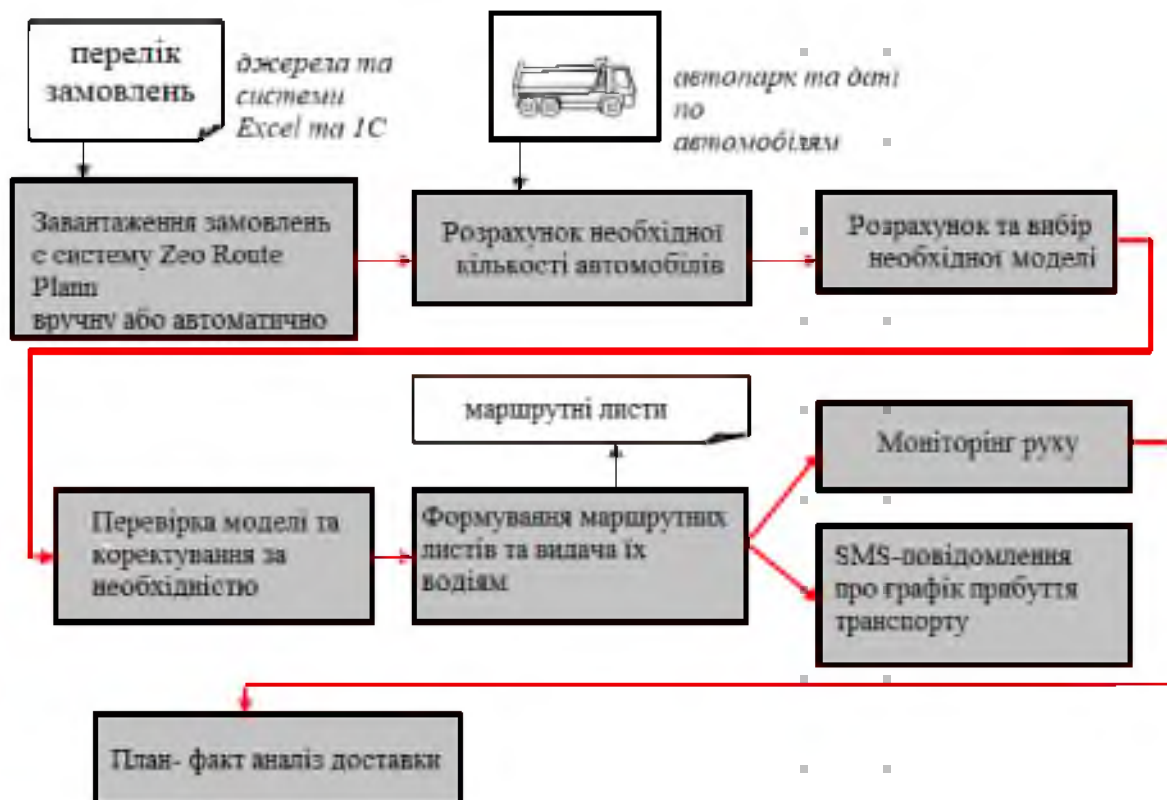 перелік
замовлень
джерела та
системи
Excel та 1С
автопарк та дані
по
автомобілям
Завантаження замовлень
с систему Zeo Route
Plann
вручну або автоматично
Розрахунок необхідної
кількості автомобілів
Розрахунок та вибір
необхідної моделі
маршрутні листи
Моніторінг руху
Перевірка моделі та
коректування за
необхідністю
Формування маршрутних
листів та видача їх
водіям
SMS-повідомлення
про графік прибуття
транспорту
План- факт аналіз доставки